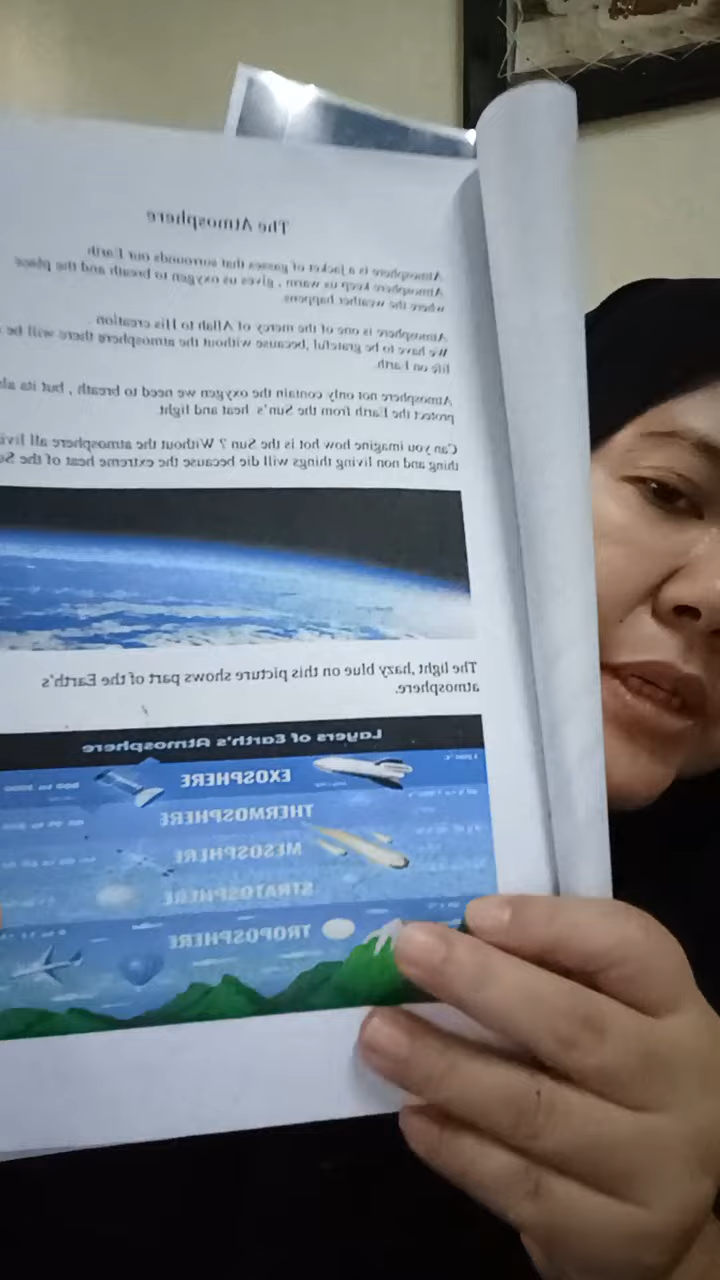 The Atmosphere
Atmosphere is a jacket of gasses that surrounds our Earth
Atmosphere keep us warm , gives us oxygen to breath and the place
where the weather happens
Atmosphere is one of the mercy of Allah to His creation .
We have to be grateful, because without the atmosphere there will be
life on Earth.
Atmosphere not only contain the oxygen we need to breath , but its als
protect the Earth from the Sun's heat and light.
Can you imagine how hot is the Sun ? Without the atmosphere all livi
thing and non living things will die because the extreme heat of the S
The light, hazy blue on this picture shows part of the Earth's
atmosphere.
Layers of Earth's Atmosphere
EXOSPHERE
THERMOSPHERE
MESOSPHERE
STRATOSPHERE
TROPOSPHERE